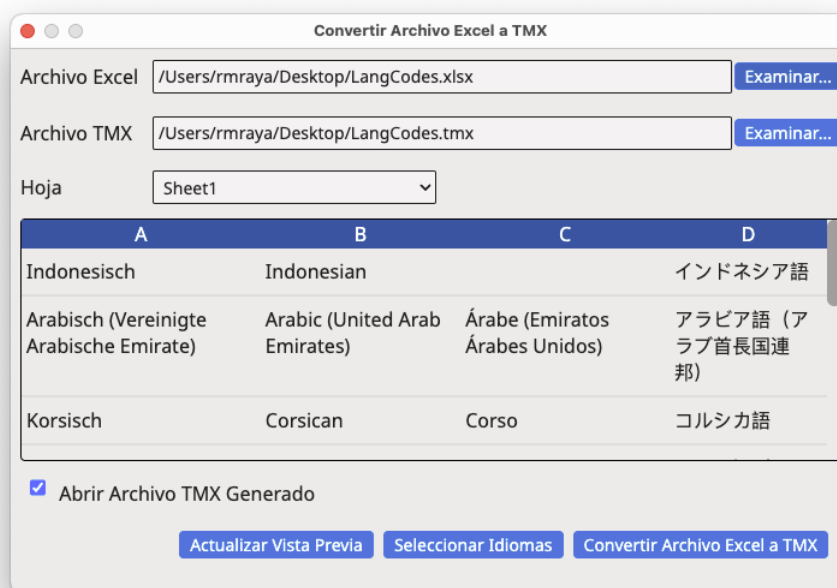 Convertir Archivo Excel a TMX
Archivo Excel /Users/rmraya/Desktop/LangCodes.xlsx Examinar...
Archivo TMX /Users/rmraya/Desktop/LangCodes.tmx Examinar...
Hoja Sheet1
A B C D
Indonesisch Indonesian インドネシア語
Arabisch (Vereinigte Arabic (United Arab Árabe (Emiratos アラビア語（ア
Arabische Emirate) Emirates) Árabes Unidos) ラブ首長国連
邦)
Korsisch Corsican Corso コルシカ語
Abrir Archivo TMX Generado
Actualizar Vista Previa Seleccionar Idiomas Convertir Archivo Excel a TMX